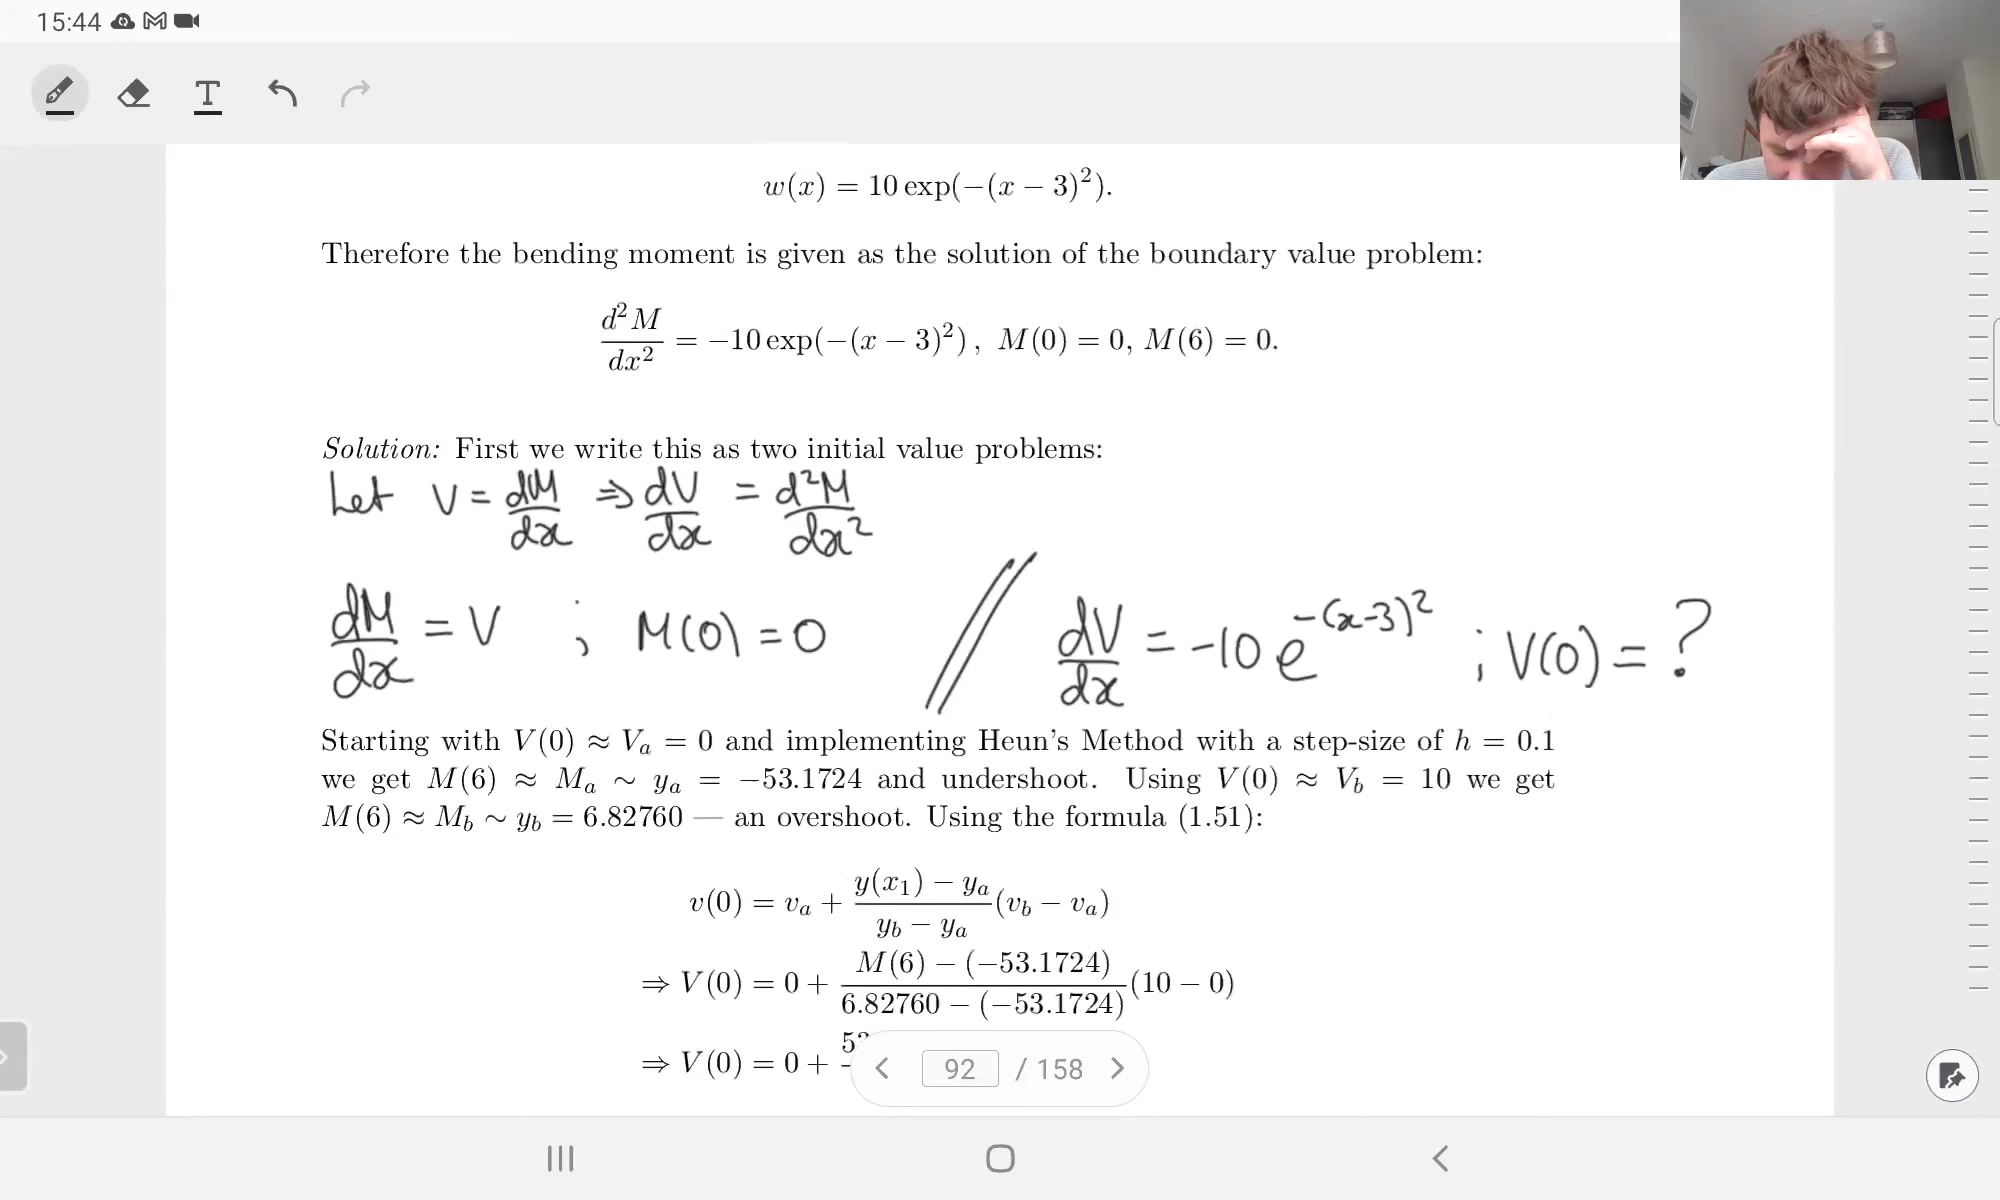 15:44
T
w(x) = 10 exp(−(x − 3)²).
Therefore the bending moment is given as the solution of the boundary value problem:
d²M/dx² = −10 exp(−(x − 3)²), M(0) = 0, M(6) = 0.
Solution: First we write this as two initial value problems:
Let V = dM/dx ⇒ dV/dx = d²M/dx²
dM/dx = V ; M(0) = 0 // dV/dx = -10 e^{-(x-3)²} ; V(0) = ?
Starting with V(0) ≈ Vₐ = 0 and implementing Heun's Method with a step-size of h = 0.1
we get M(6) ≈ Mₐ ∼ yₐ = −53.1724 and undershoot. Using V(0) ≈ V_b = 10 we get
M(6) ≈ M_b ∼ y_b = 6.82760 — an overshoot. Using the formula (1.51):
v(0) = vₐ + (y(x₁) − yₐ)/(y_b − yₐ) (v_b − vₐ)
⇒ V(0) = 0 + (M(6) − (−53.1724))/(6.82760 − (−53.1724)) (10 − 0)
⇒ V(0) = 0 +
92 / 158